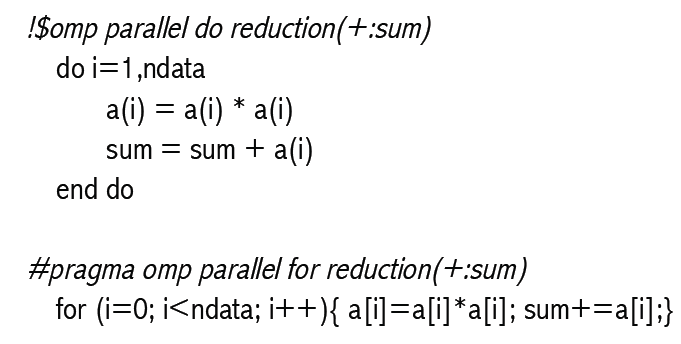 !$omp parallel do reduction(+:sum)
do i=1,ndata
a(i) = a(i) * a(i)
sum = sum + a(i)
end do
#pragma omp parallel for reduction(+:sum)
for (i=0; i<ndata; i++){ a[i]=a[i]*a[i]; sum+=a[i];}